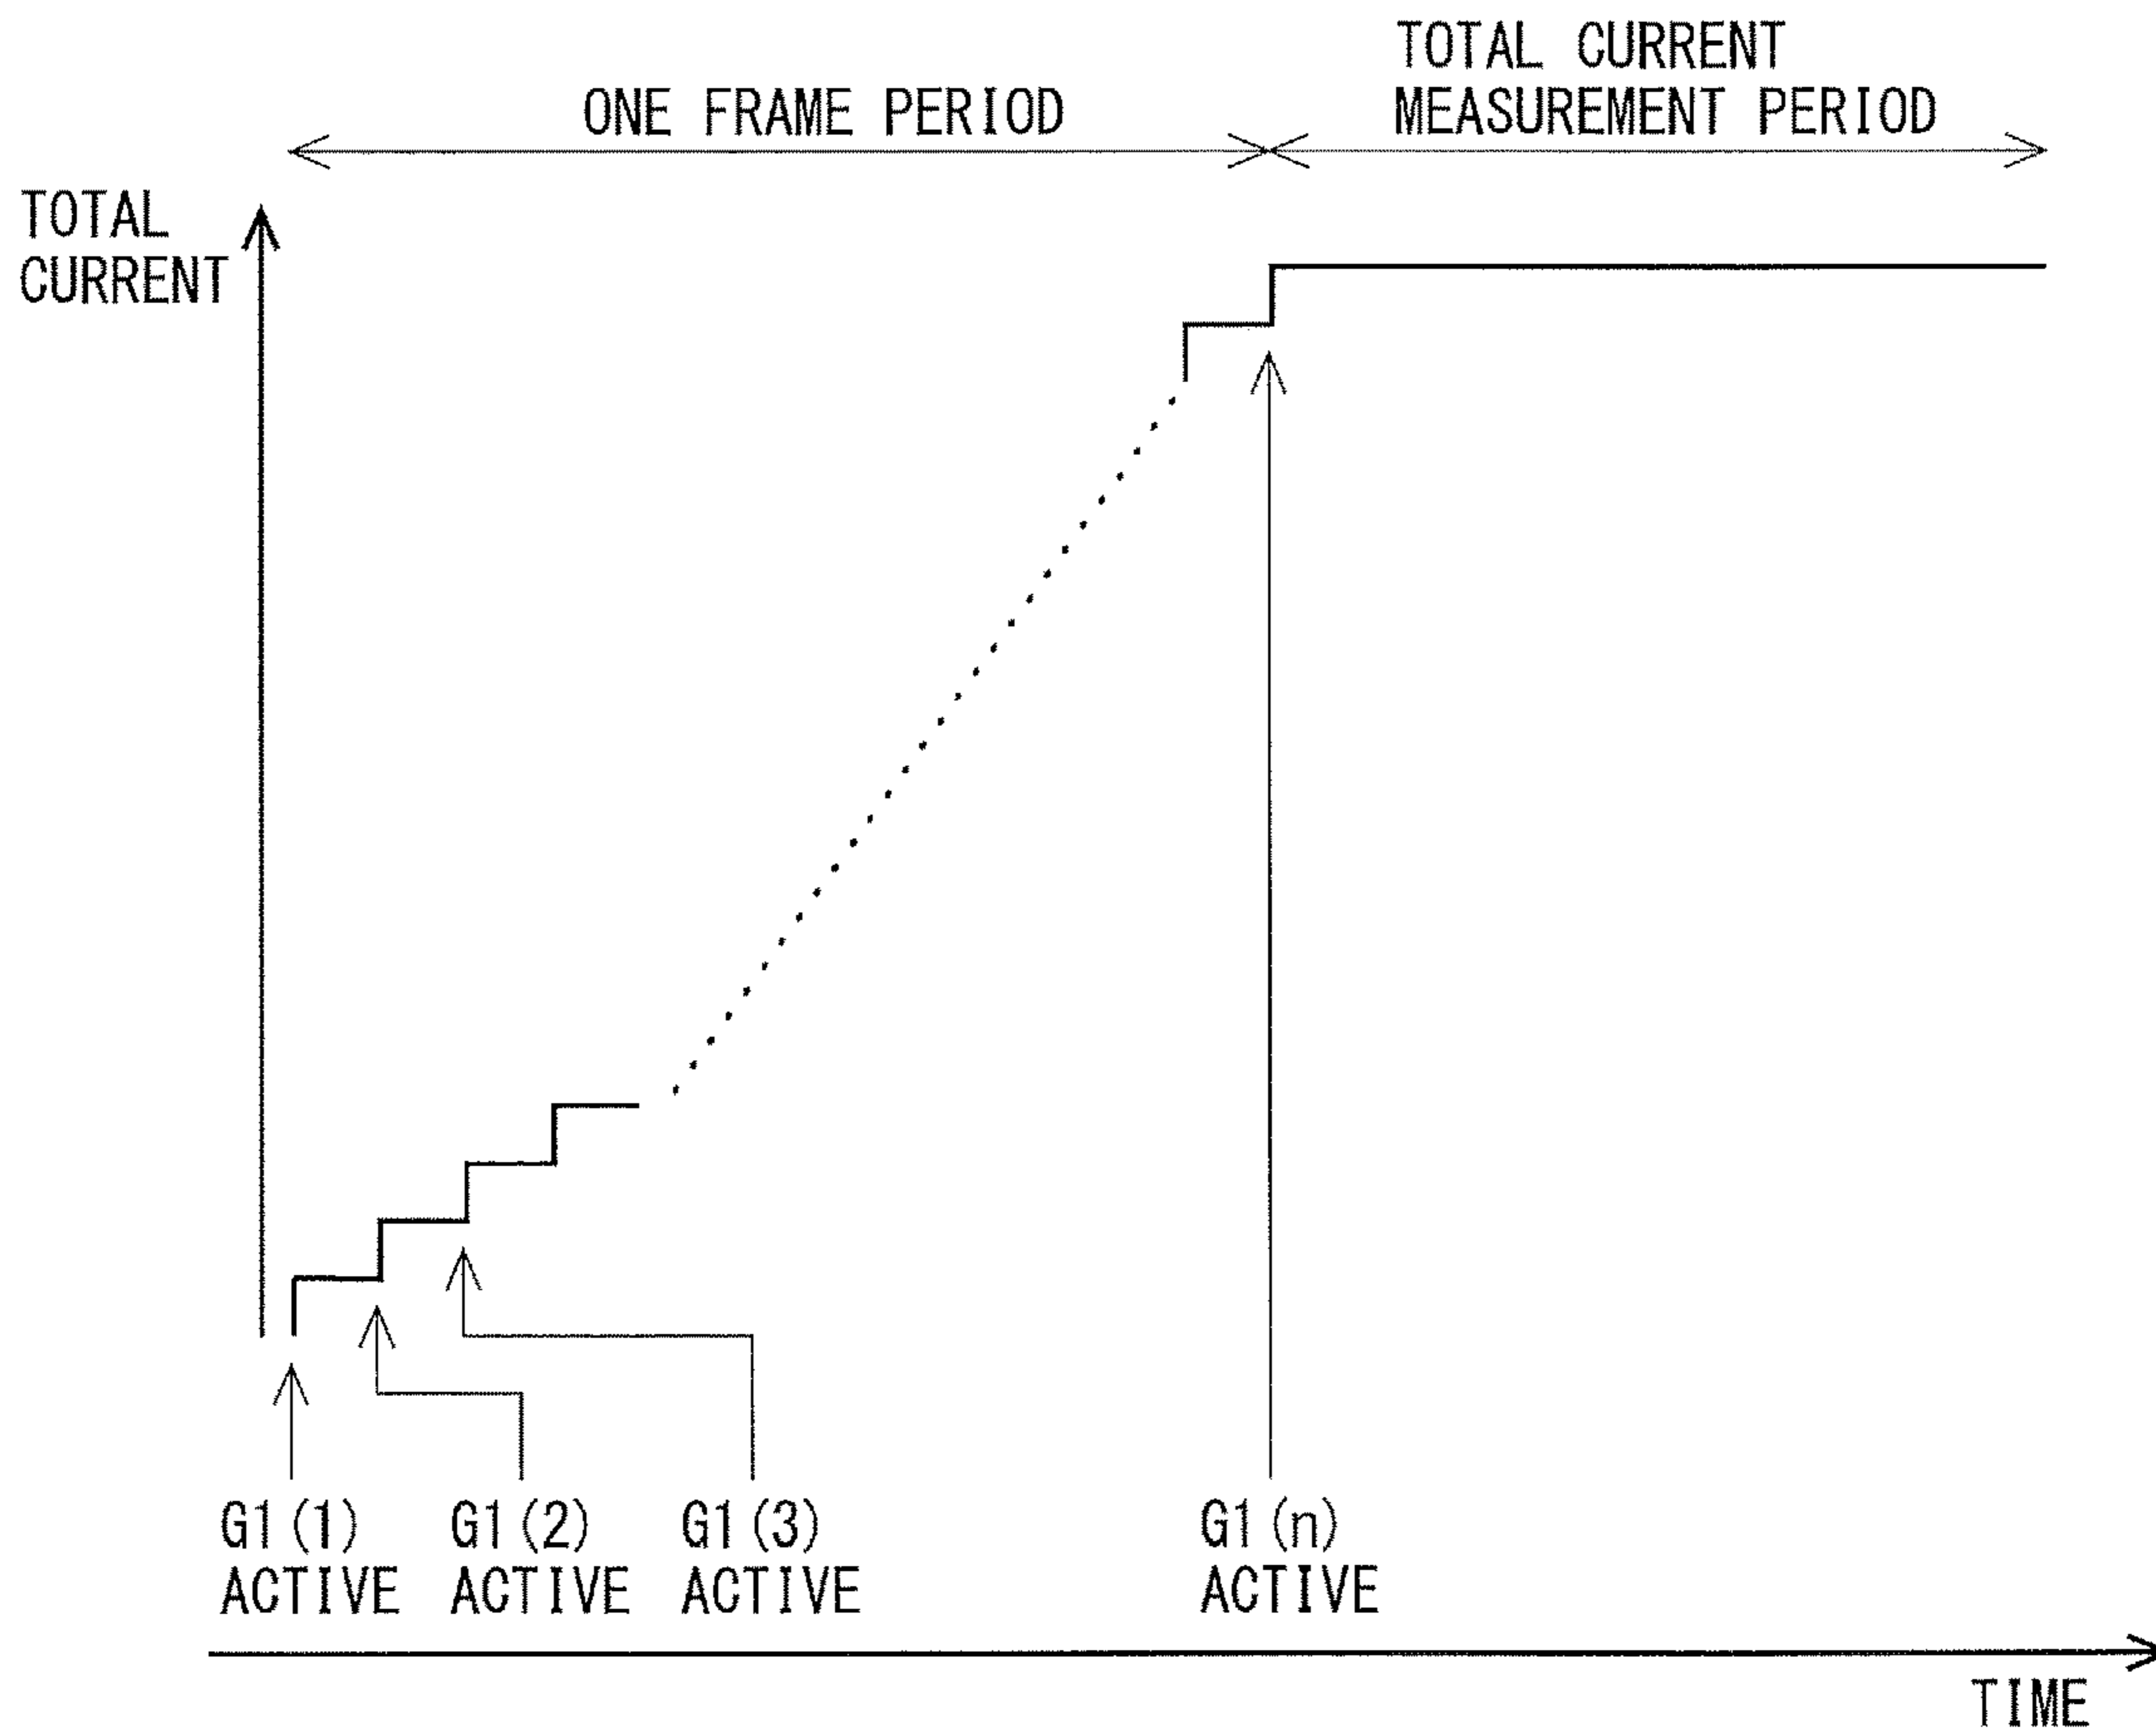 TOTAL CURRENT
MEASUREMENT PERIOD
ONE FRAME PERIOD
TOTAL
CURRENT
G1(1)
ACTIVE
G1(2)
ACTIVE
G1(3)
ACTIVE
G1(n)
ACTIVE
TIME